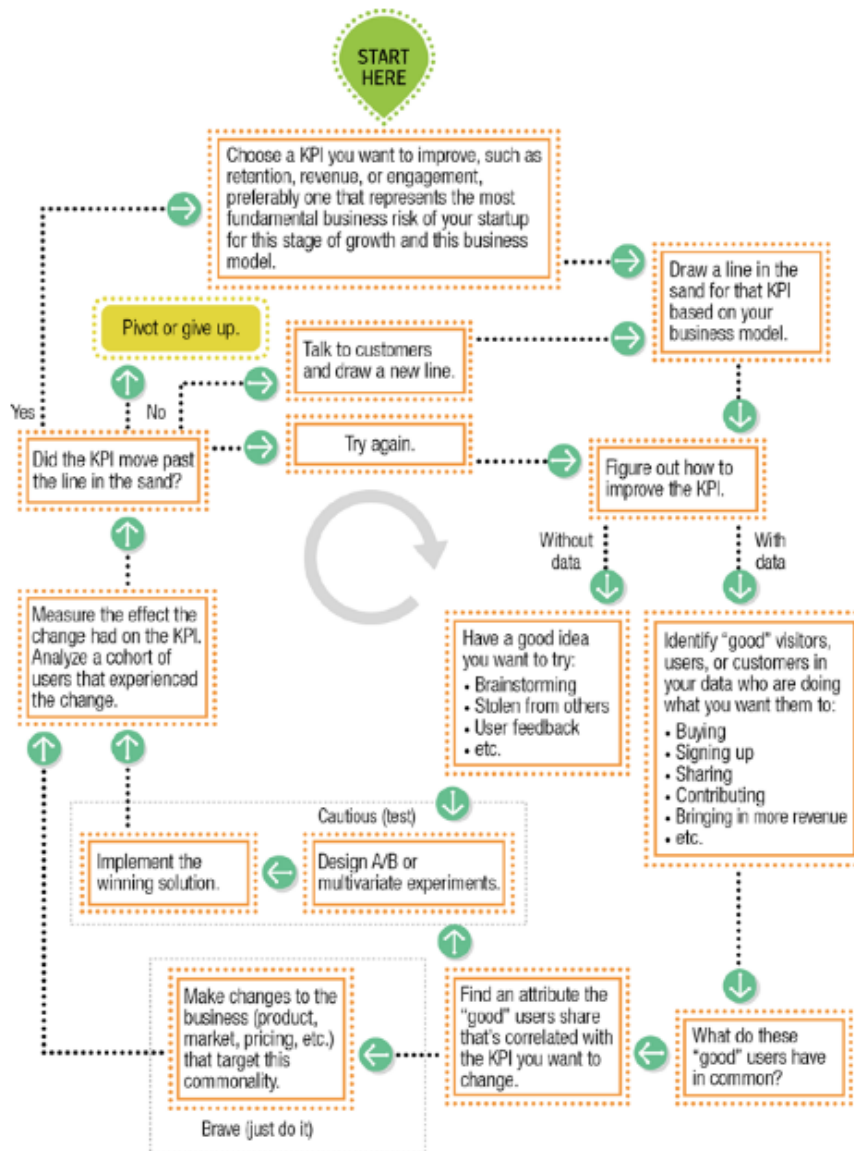 START
HERE
Choose a KPI you want to improve, such as
retention, revenue, or engagement,
preferably one that represents the most
fundamental business risk of your startup
for this stage of growth and this business
model.
Draw a line in the
sand for that KPI
based on your
business model.
Pivot or give up.
Talk to customers
and draw a new line.
Yes
No
Try again.
Did the KPI move past
the line in the sand?
Figure out how to
improve the KPI.
Without
data
With
data
Measure the effect the
change had on the KPI.
Analyze a cohort of
users that experienced
the change.
Have a good idea
you want to try:
• Brainstorming
• Stolen from others
• User feedback
• etc.
Identify “good” visitors,
users, or customers in
your data who are doing
what you want them to:
• Buying
• Signing up
• Sharing
• Contributing
• Bringing in more revenue
• etc.
Cautious (test)
Implement the
winning solution.
Design A/B or
multivariate experiments.
Make changes to the
business (product,
market, pricing, etc.)
that target this
commonality.
Brave (just do it)
Find an attribute the
“good” users share
that’s correlated with
the KPI you want to
change.
What do these
“good” users have
in common?